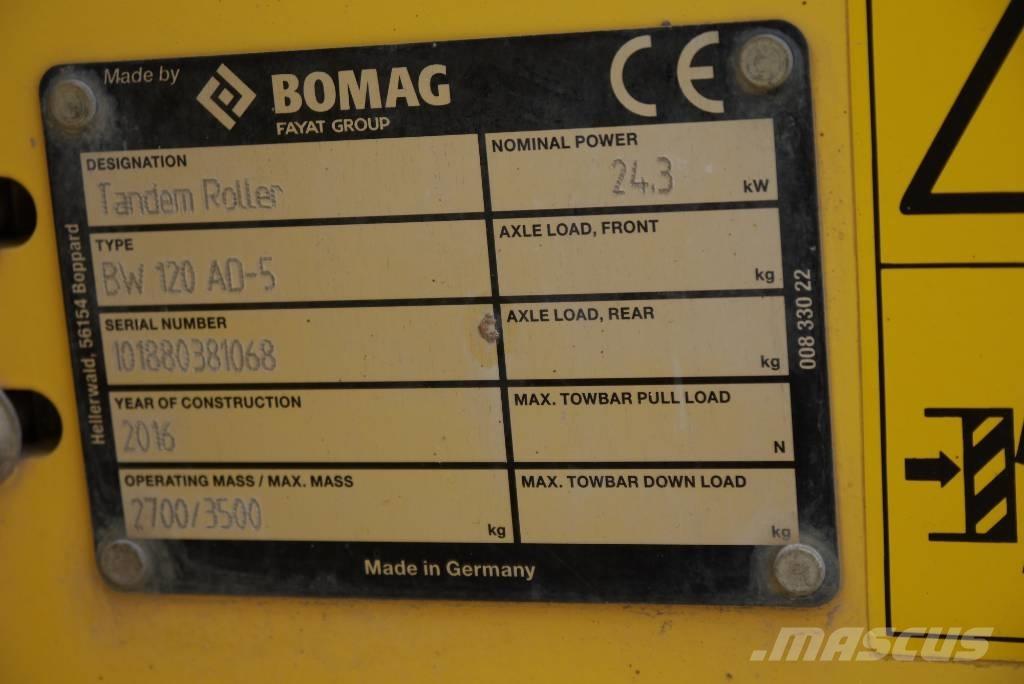 Made by
BOMAG
FAYAT GROUP
CE
DESIGNATION
Tandem Roller
TYPE
BW 120 AD-5
SERIAL NUMBER
101880381068
YEAR OF CONSTRUCTION
2016
OPERATING MASS / MAX. MASS
2700/3500 kg
NOMINAL POWER
24.3 kW
AXLE LOAD, FRONT
kg
AXLE LOAD, REAR
kg
MAX. TOWBAR PULL LOAD
N
MAX. TOWBAR DOWN LOAD
kg
Hellerwald, 56154 Boppard
008 330 22
Made in Germany
MASCUS